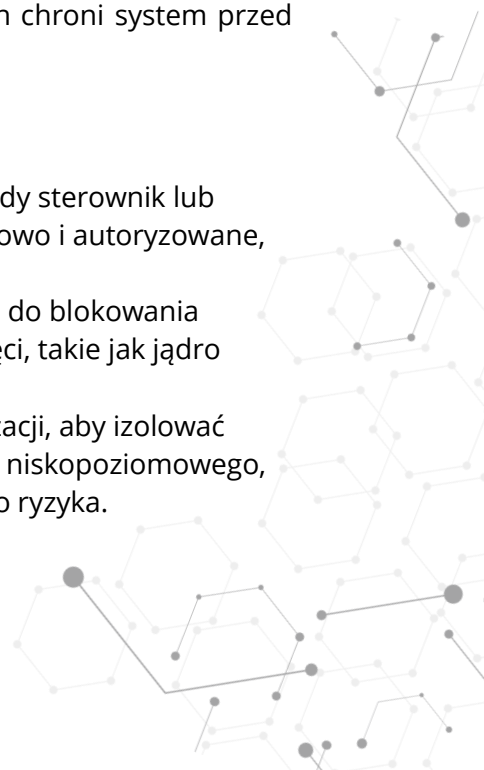 n chroni system przed
dy sterownik lub
owo i autoryzowane,
do blokowania
ęci, takie jak jądro
acji, aby izolować
niskopoziomowego,
o ryzyka.